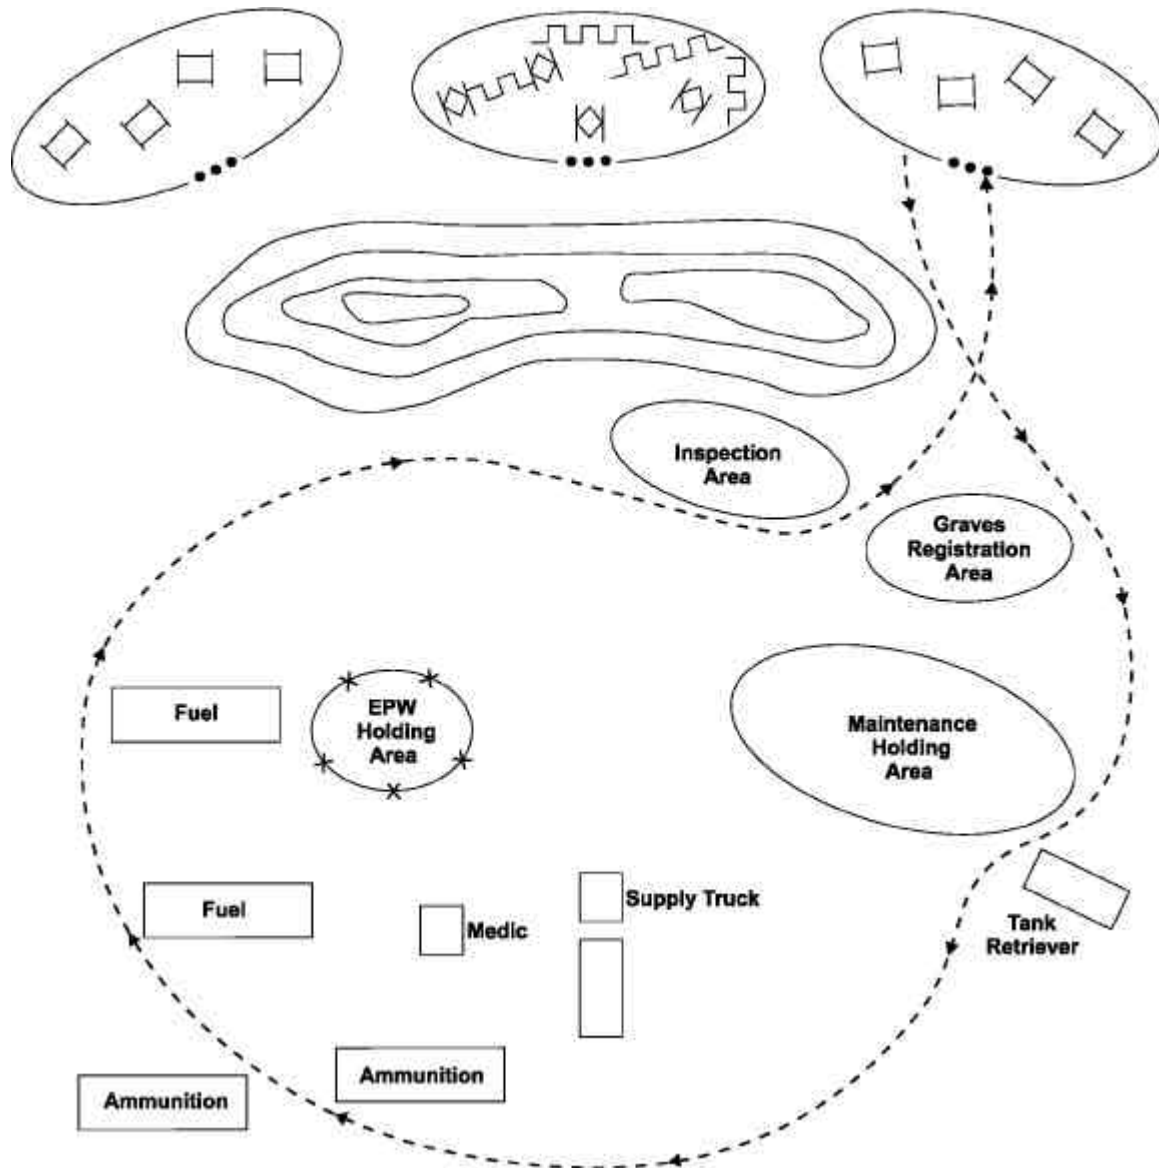 Inspection
Area
Graves
Registration
Area
Fuel
EPW
Holding
Area
Maintenance
Holding
Area
Fuel
Medic
Supply Truck
Tank
Retriever
Ammunition
Ammunition